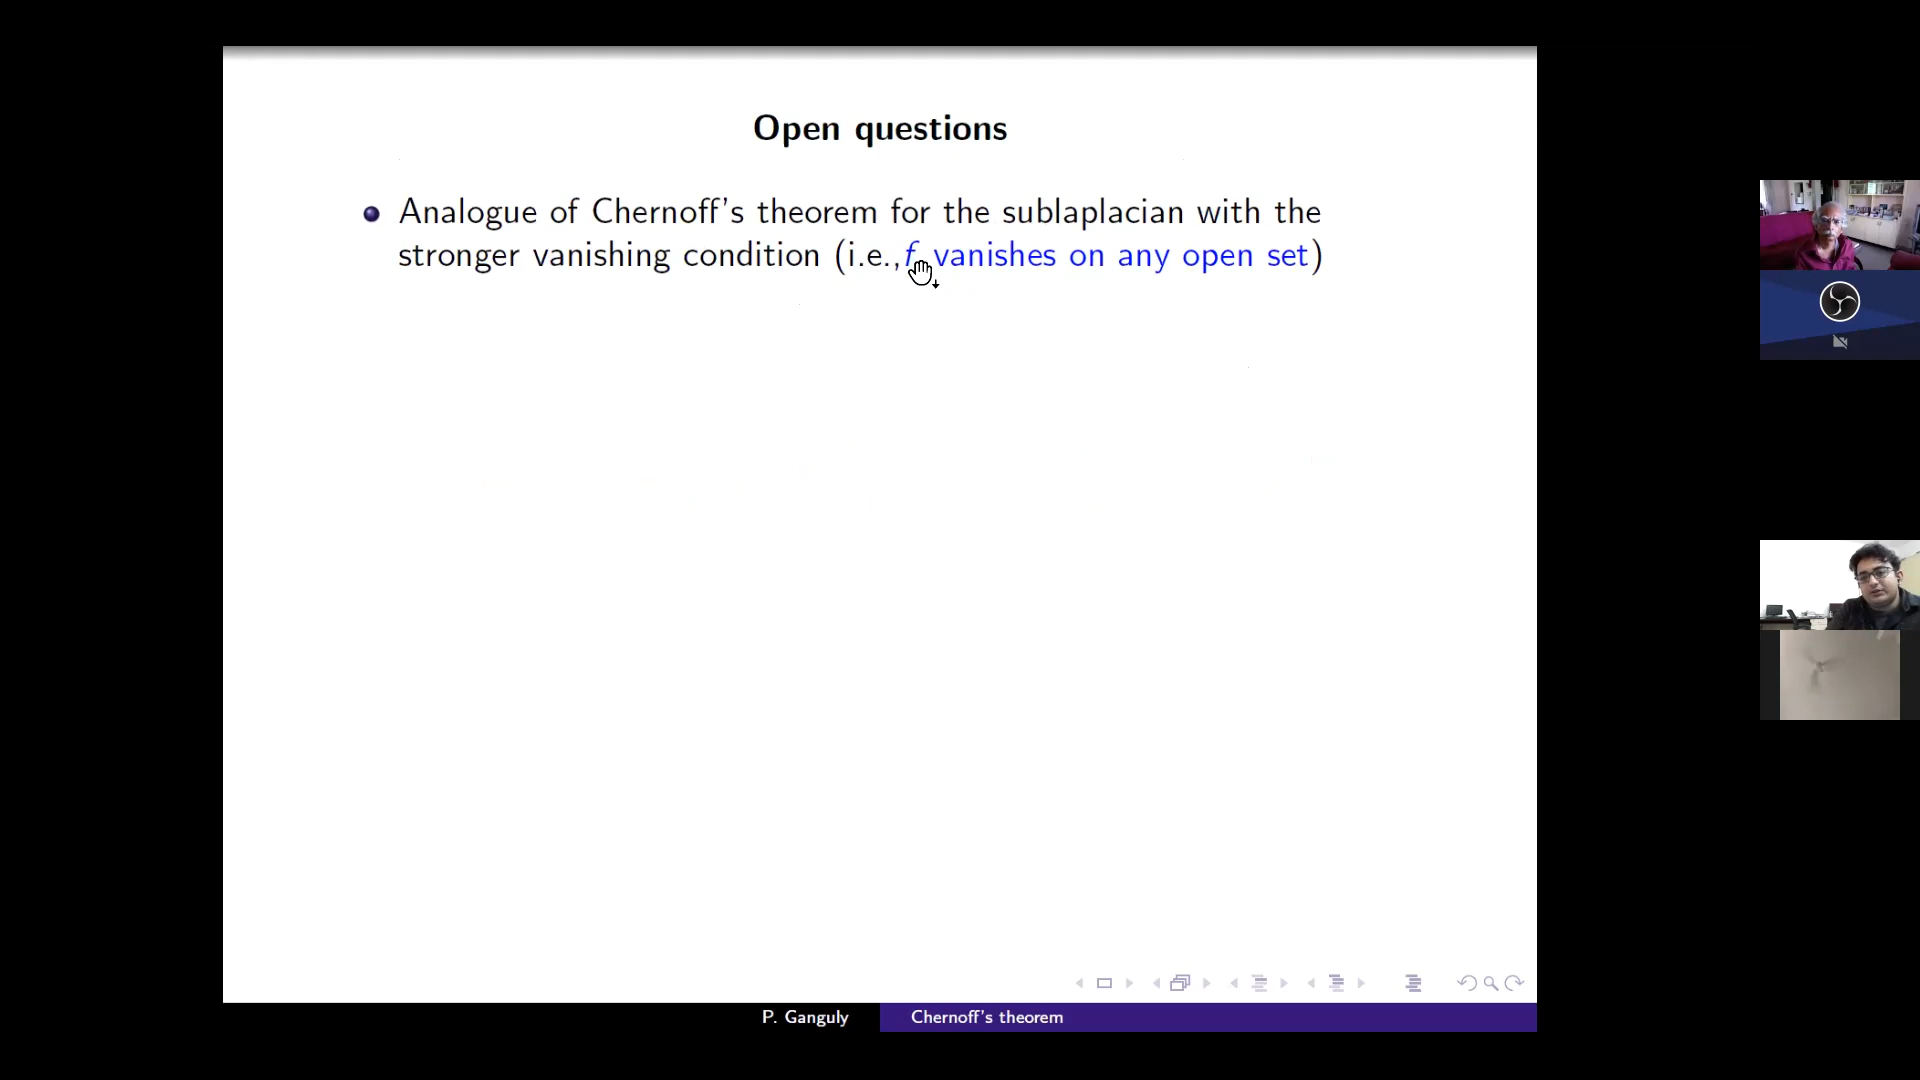 Open questions
Analogue of Chernoff's theorem for the sublaplacian with the
stronger vanishing condition (i.e.,f vanishes on any open set)
P. Ganguly
Chernoff's theorem